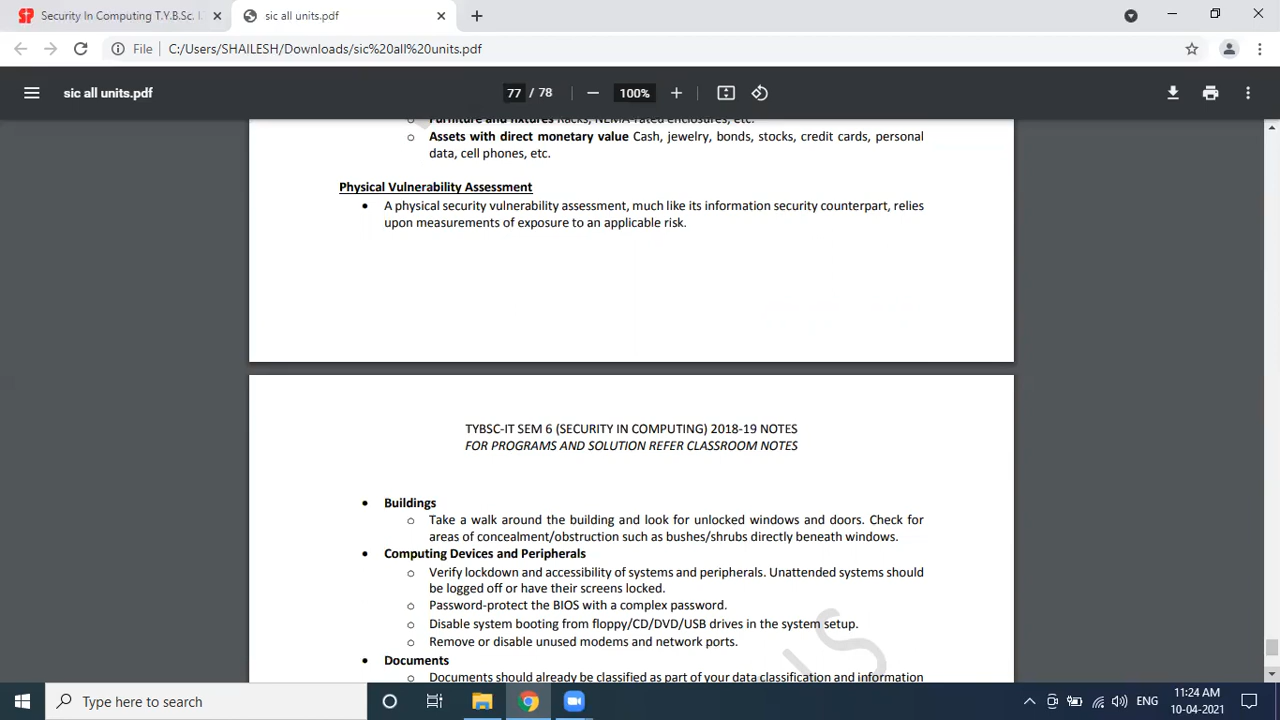 Security In Computing T.Y.B.Sc. I
sic all units.pdf
File
C:/Users/SHAILESH/Downloads/sic%20all%20units.pdf
sic all units.pdf
77 / 78
100%
Furniture and fixtures Racks, NEMA-rated enclosures, etc.
Assets with direct monetary value Cash, jewelry, bonds, stocks, credit cards, personal
data, cell phones, etc.
Physical Vulnerability Assessment
A physical security vulnerability assessment, much like its information security counterpart, relies
upon measurements of exposure to an applicable risk.
TYBSC-IT SEM 6 (SECURITY IN COMPUTING) 2018-19 NOTES
FOR PROGRAMS AND SOLUTION REFER CLASSROOM NOTES
Buildings
Take a walk around the building and look for unlocked windows and doors. Check for
areas of concealment/obstruction such as bushes/shrubs directly beneath windows.
Computing Devices and Peripherals
Verify lockdown and accessibility of systems and peripherals. Unattended systems should
be logged off or have their screens locked.
Password-protect the BIOS with a complex password.
Disable system booting from floppy/CD/DVD/USB drives in the system setup.
Remove or disable unused modems and network ports.
Documents
Documents should already be classified as part of your data classification and information
Type here to search
ENG
11:24 AM
10-04-2021